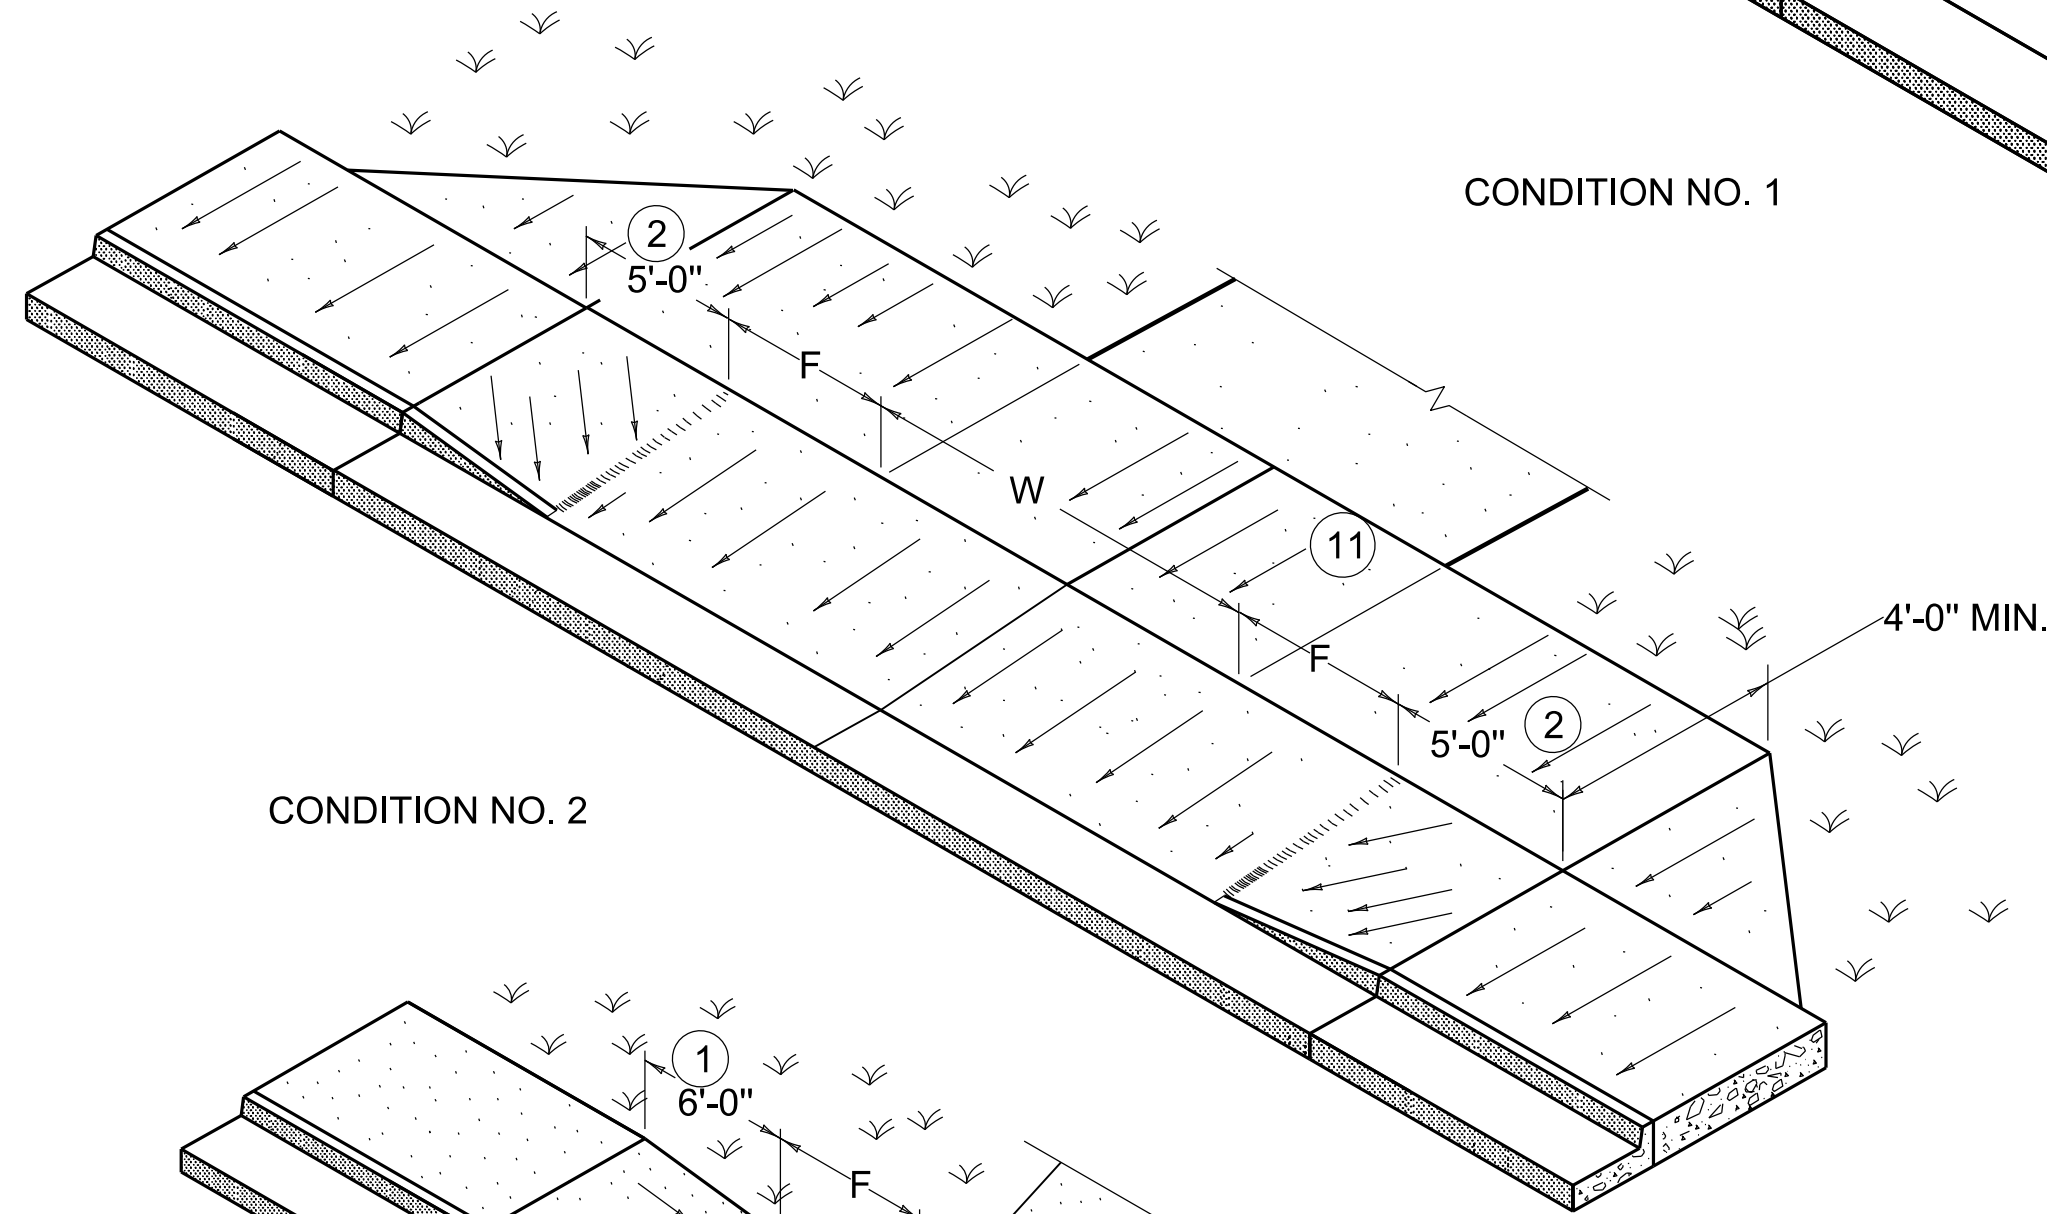 CONDITION NO. 1
2
5'-0"
F
W
11
4'-0" MIN.
F
2
5'-0"
CONDITION NO. 2
1
6'-0"
F